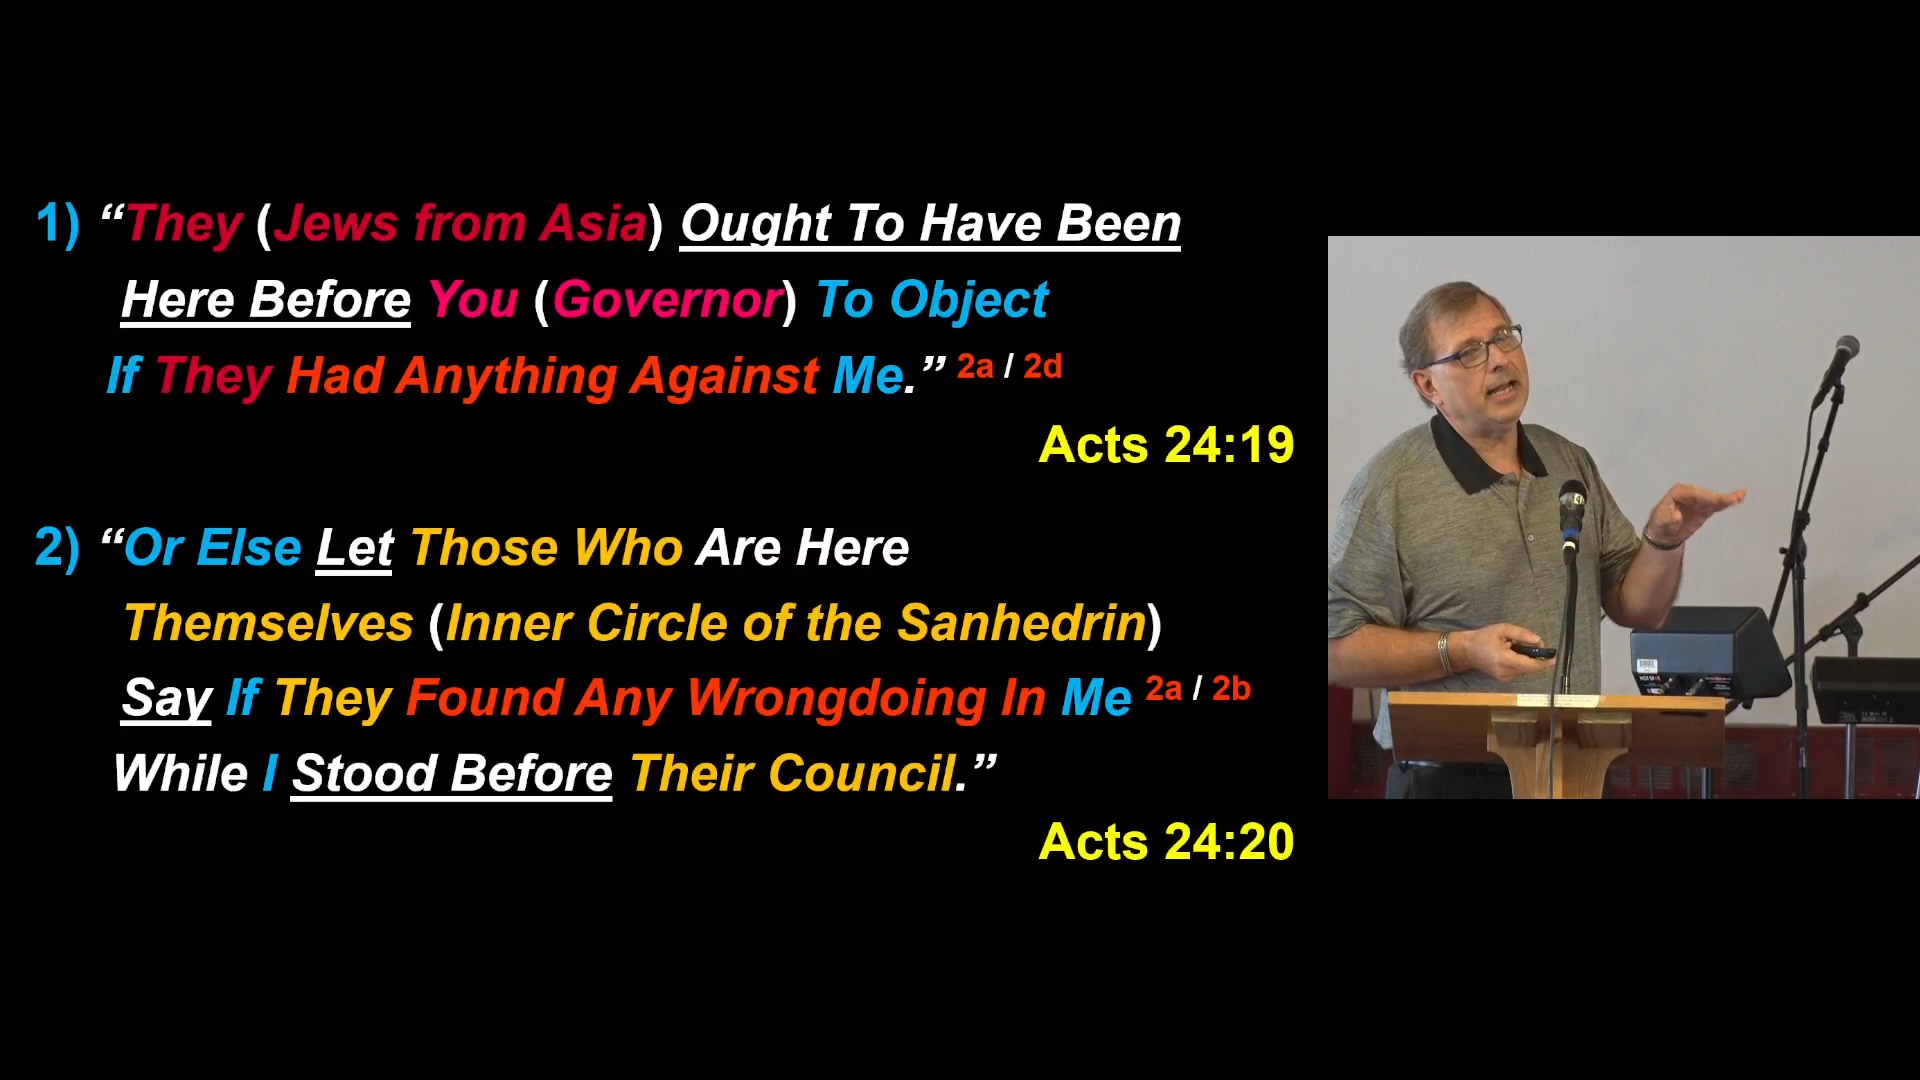 1) “They (Jews from Asia) Ought To Have Been
Here Before You (Governor) To Object
If They Had Anything Against Me.” 2a / 2d
Acts 24:19
2) “Or Else Let Those Who Are Here
Themselves (Inner Circle of the Sanhedrin)
Say If They Found Any Wrongdoing In Me 2a / 2b
While I Stood Before Their Council.”
Acts 24:20